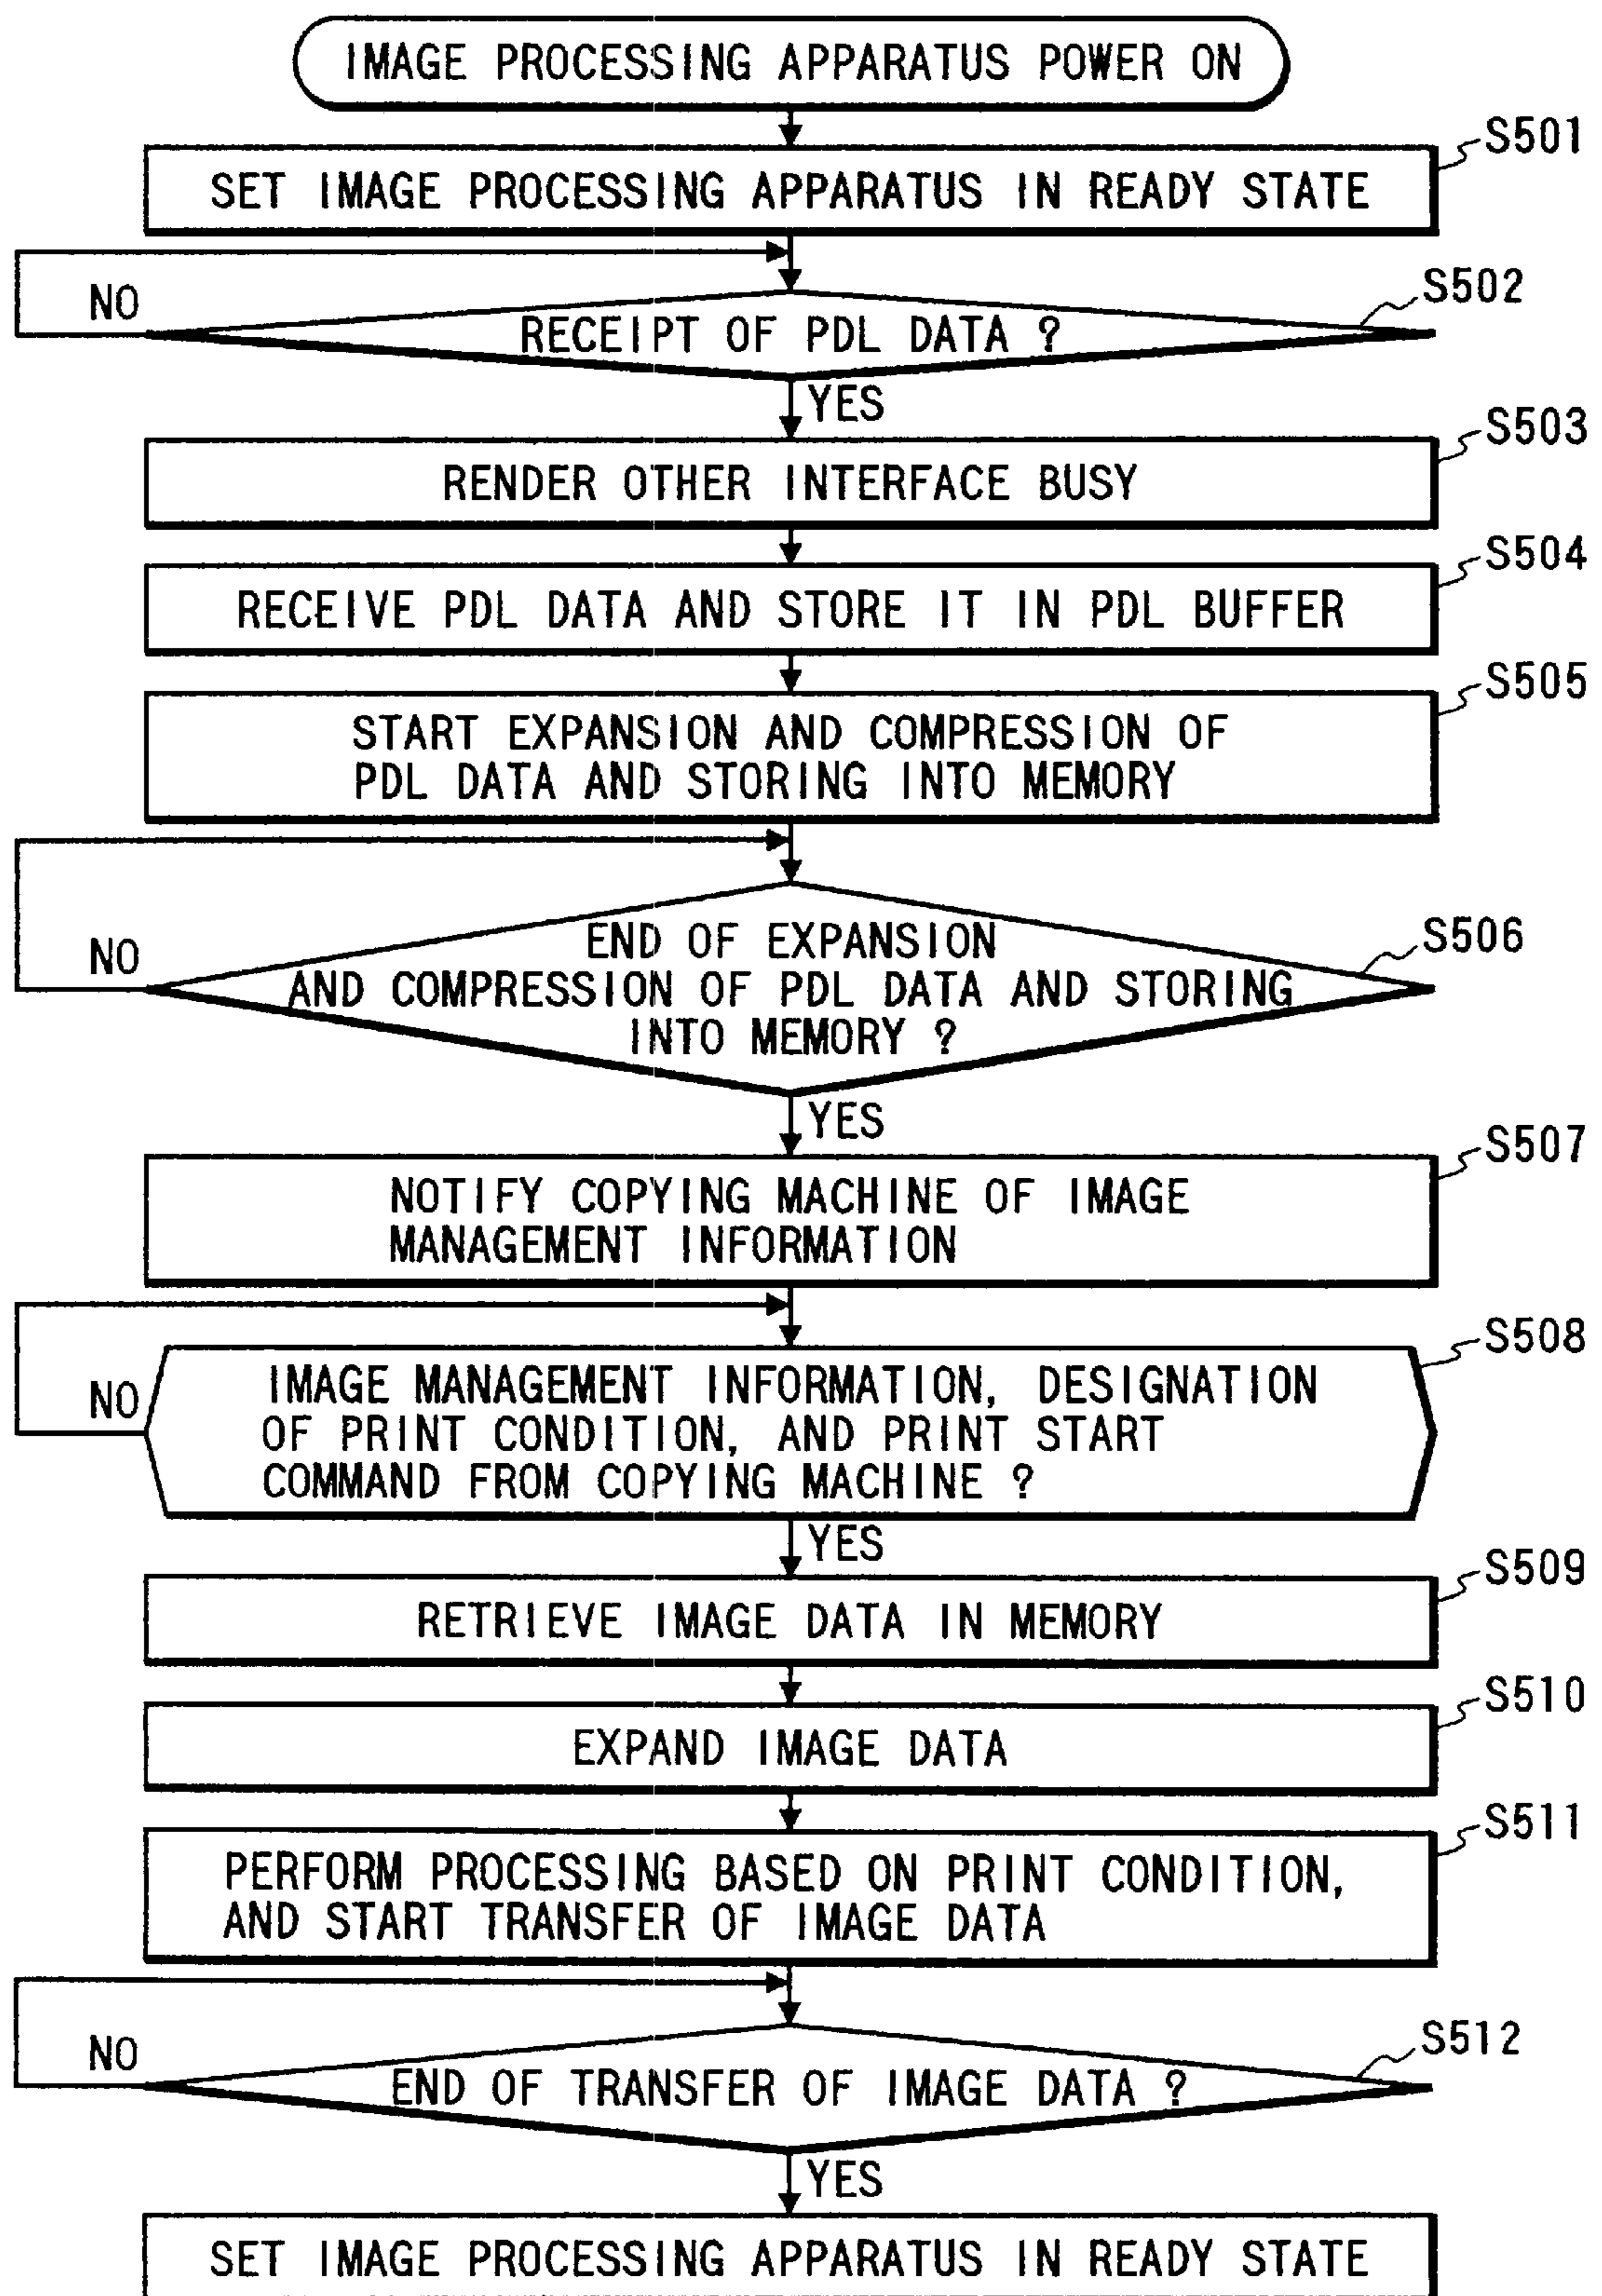 IMAGE PROCESSING APPARATUS POWER ON
S501
SET IMAGE PROCESSING APPARATUS IN READY STATE
NO
S502
RECEIPT OF PDL DATA ?
YES
S503
RENDER OTHER INTERFACE BUSY
S504
RECEIVE PDL DATA AND STORE IT IN PDL BUFFER
S505
START EXPANSION AND COMPRESSION OF
PDL DATA AND STORING INTO MEMORY
NO
S506
END OF EXPANSION
AND COMPRESSION OF PDL DATA AND STORING
INTO MEMORY ?
YES
S507
NOTIFY COPYING MACHINE OF IMAGE
MANAGEMENT INFORMATION
S508
NO
IMAGE MANAGEMENT INFORMATION, DESIGNATION
OF PRINT CONDITION, AND PRINT START
COMMAND FROM COPYING MACHINE ?
YES
S509
RETRIEVE IMAGE DATA IN MEMORY
S510
EXPAND IMAGE DATA
S511
PERFORM PROCESSING BASED ON PRINT CONDITION,
AND START TRANSFER OF IMAGE DATA
NO
S512
END OF TRANSFER OF IMAGE DATA ?
YES
SET IMAGE PROCESSING APPARATUS IN READY STATE